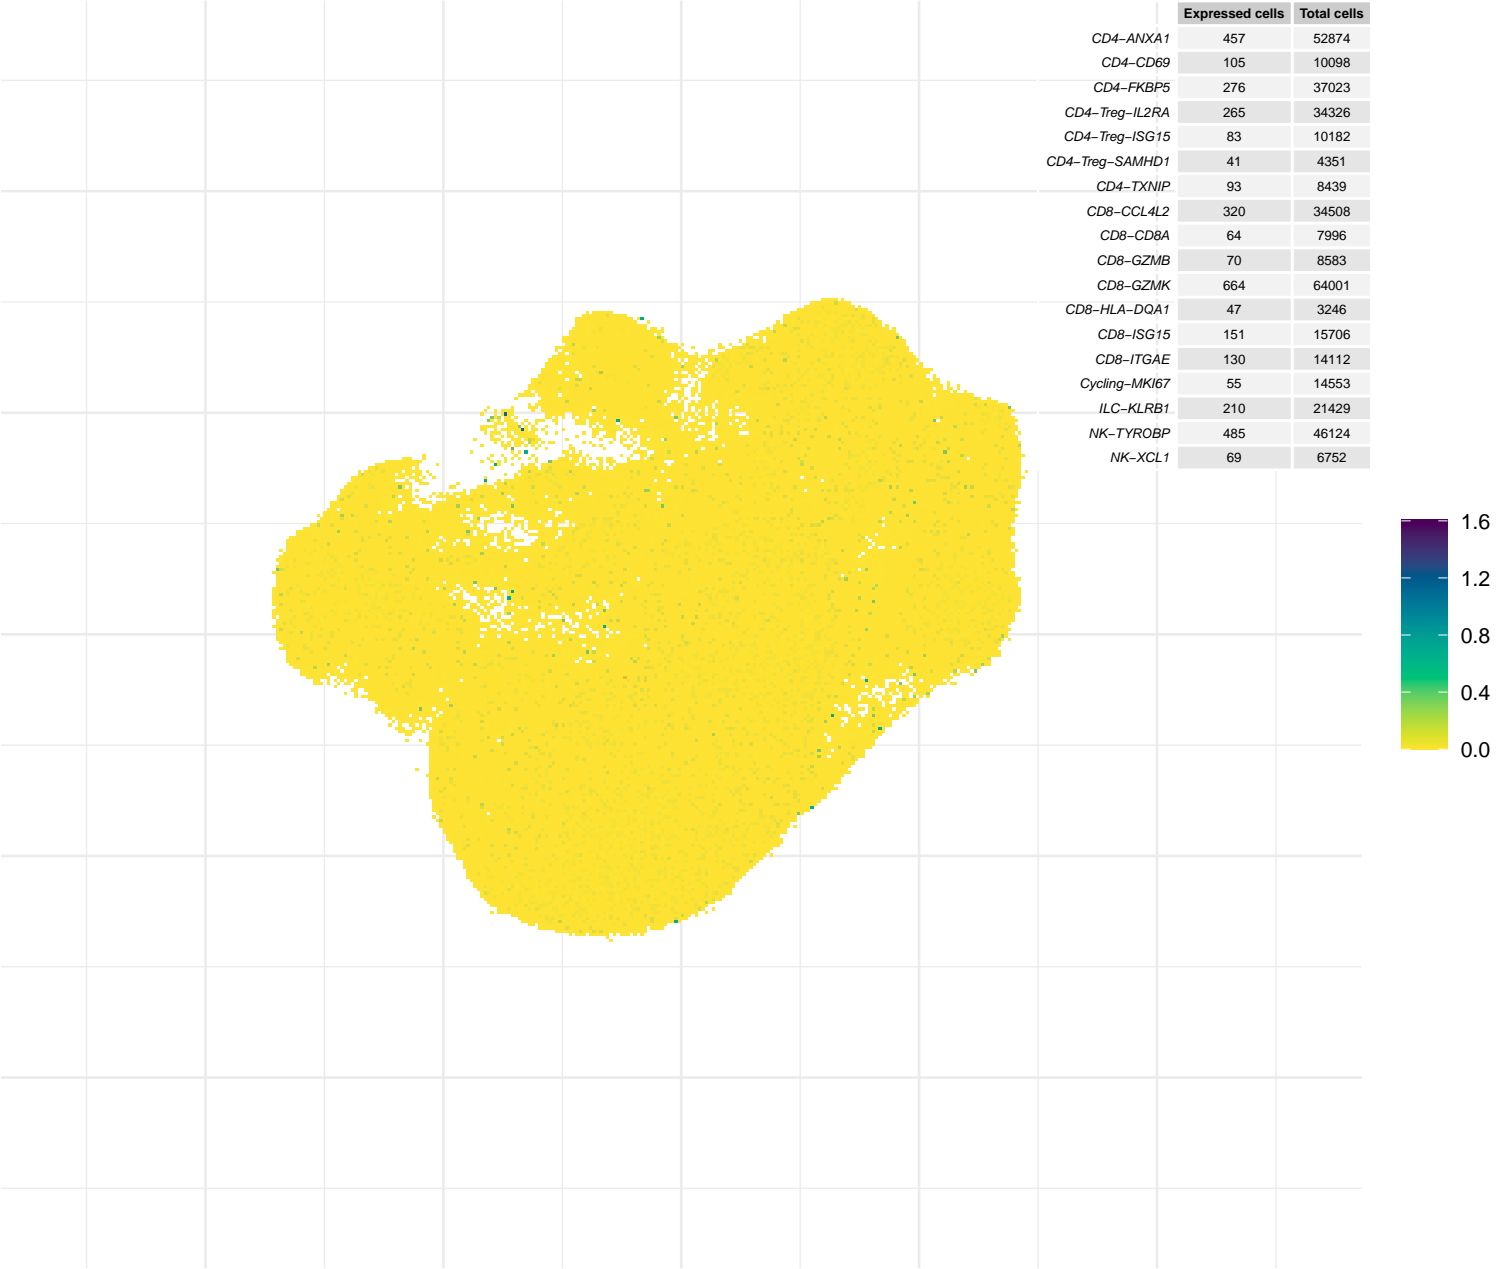 Expressed cells Total cells
CD4−ANXA1 457 52874
CD4−CD69 105 10098
CD4−FKBP5 276 37023
CD4−Treg−IL2RA 265 34326
CD4−Treg−ISG15 83 10182
CD4−Treg−SAMHD1 41 4351
CD4−TXNIP 93 8439
CD8−CCL4L2 320 34508
CD8−CD8A 64 7996
CD8−GZMB 70 8583
CD8−GZMK 664 64001
CD8−HLA−DQA1 47 3246
CD8−ISG15 151 15706
CD8−ITGAE 130 14112
Cycling−MKI67 55 14553
ILC−KLRB1 210 21429
NK−TYROBP 485 46124
NK−XCL1 69 6752
1.6
1.2
0.8
0.4
0.0